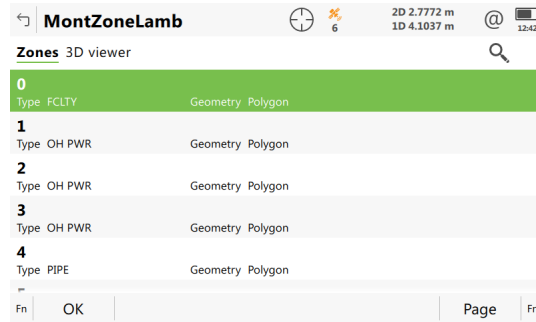 MontZoneLamb
6
2D 2.7772 m
1D 4.1037 m
@
12:42
Zones 3D viewer
0
Type FCLTY Geometry Polygon
1
Type OH PWR Geometry Polygon
2
Type OH PWR Geometry Polygon
3
Type OH PWR Geometry Polygon
4
Type PIPE Geometry Polygon
Fn OK Page